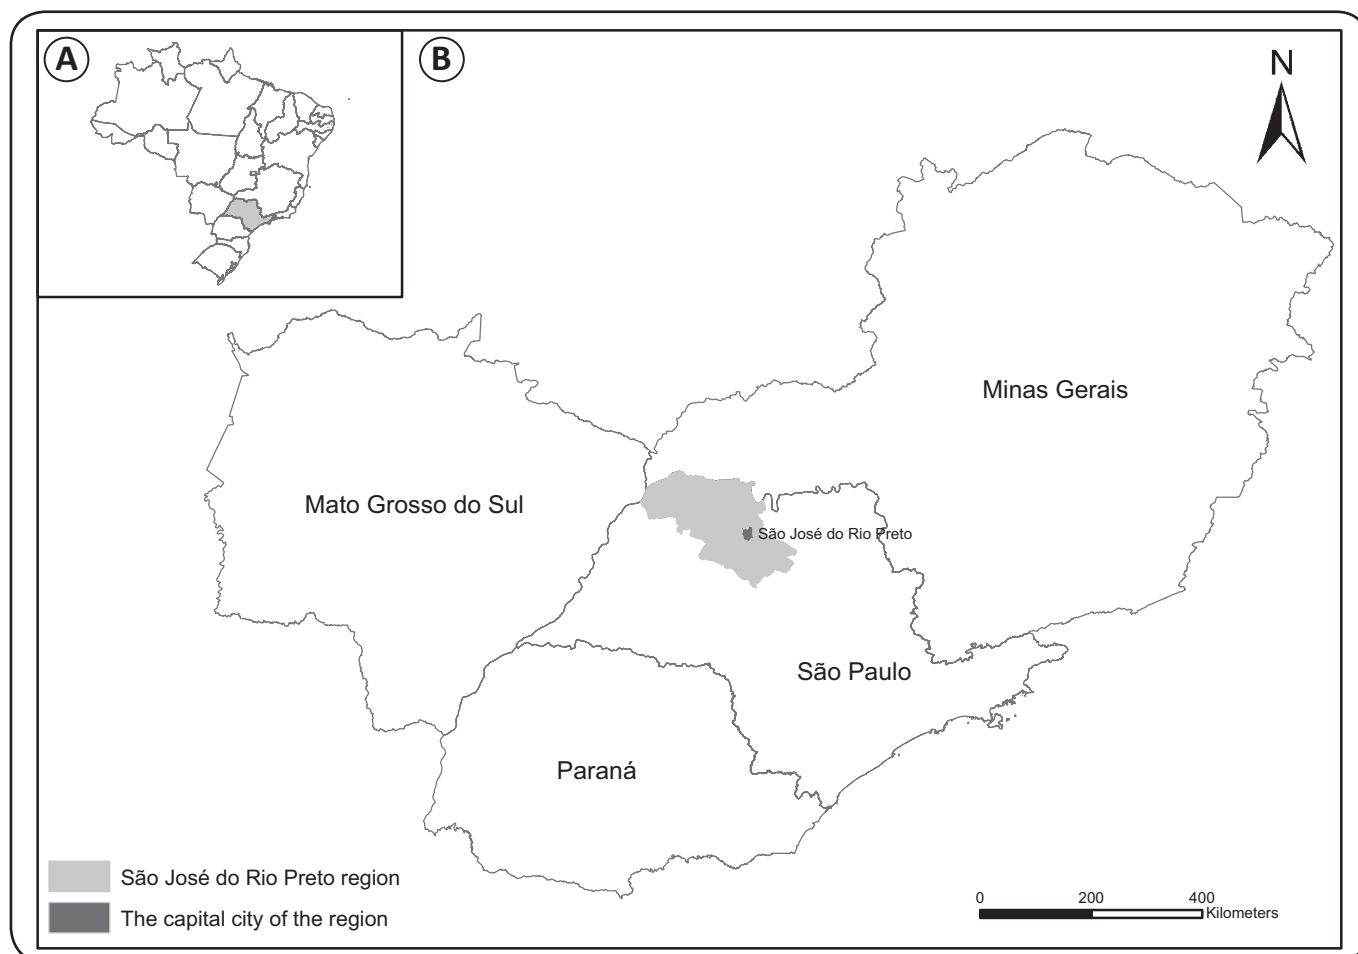 A
B
N
Minas Gerais
Mato Grosso do Sul
São José do Rio Preto
São Paulo
Paraná
São José do Rio Preto region
The capital city of the region
0 200 400
Kilometers